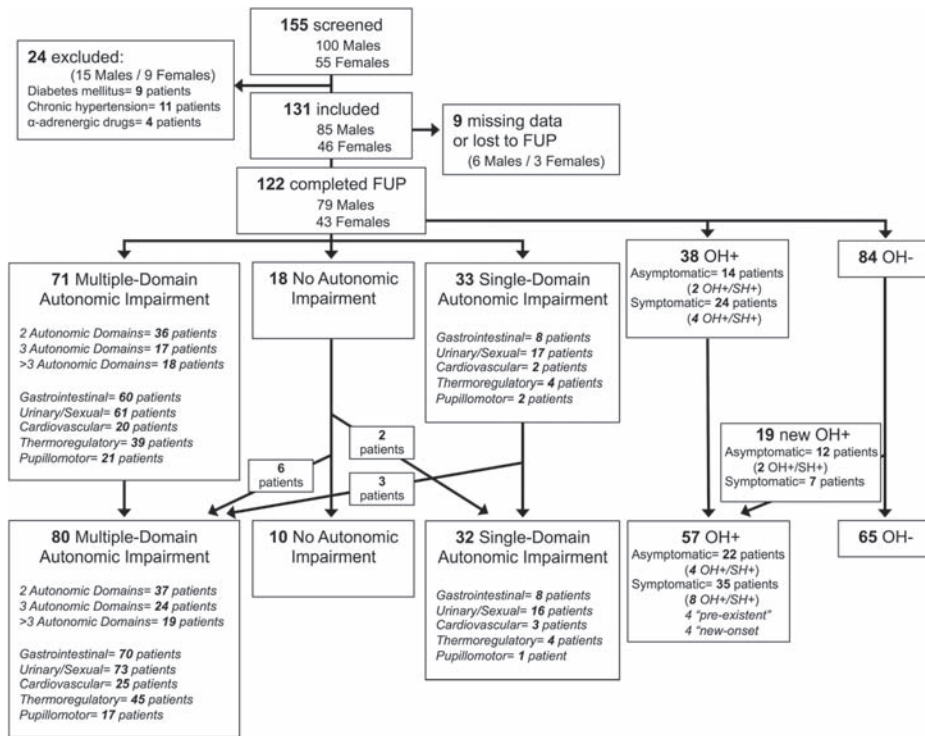 155 screened
100 Males
55 Females
24 excluded:
(15 Males / 9 Females)
Diabetes mellitus= 9 patients
Chronic hypertension= 11 patients
α-adrenergic drugs= 4 patients
131 included
85 Males
46 Females
9 missing data
or lost to FUP
(6 Males / 3 Females)
122 completed FUP
79 Males
43 Females
71 Multiple-Domain
Autonomic Impairment
2 Autonomic Domains= 36 patients
3 Autonomic Domains= 17 patients
>3 Autonomic Domains= 18 patients
Gastrointestinal= 60 patients
Urinary/Sexual= 61 patients
Cardiovascular= 20 patients
Thermoregulatory= 39 patients
Pupillomotor= 21 patients
18 No Autonomic
Impairment
33 Single-Domain
Autonomic Impairment
Gastrointestinal= 8 patients
Urinary/Sexual= 17 patients
Cardiovascular= 2 patients
Thermoregulatory= 4 patients
Pupillomotor= 2 patients
38 OH+
Asymptomatic= 14 patients
(2 OH+/SH+)
Symptomatic= 24 patients
(4 OH+/SH+)
84 OH-
6
patients
2
patients
3
patients
19 new OH+
Asymptomatic= 12 patients
(2 OH+/SH+)
Symptomatic= 7 patients
80 Multiple-Domain
Autonomic Impairment
2 Autonomic Domains= 37 patients
3 Autonomic Domains= 24 patients
>3 Autonomic Domains= 19 patients
Gastrointestinal= 70 patients
Urinary/Sexual= 73 patients
Cardiovascular= 25 patients
Thermoregulatory= 45 patients
Pupillomotor= 17 patients
10 No Autonomic
Impairment
32 Single-Domain
Autonomic Impairment
Gastrointestinal= 8 patients
Urinary/Sexual= 16 patients
Cardiovascular= 3 patients
Thermoregulatory= 4 patients
Pupillomotor= 1 patient
57 OH+
Asymptomatic= 22 patients
(4 OH+/SH+)
Symptomatic= 35 patients
(8 OH+/SH+)
4 "pre-existent"
4 "new-onset
65 OH-